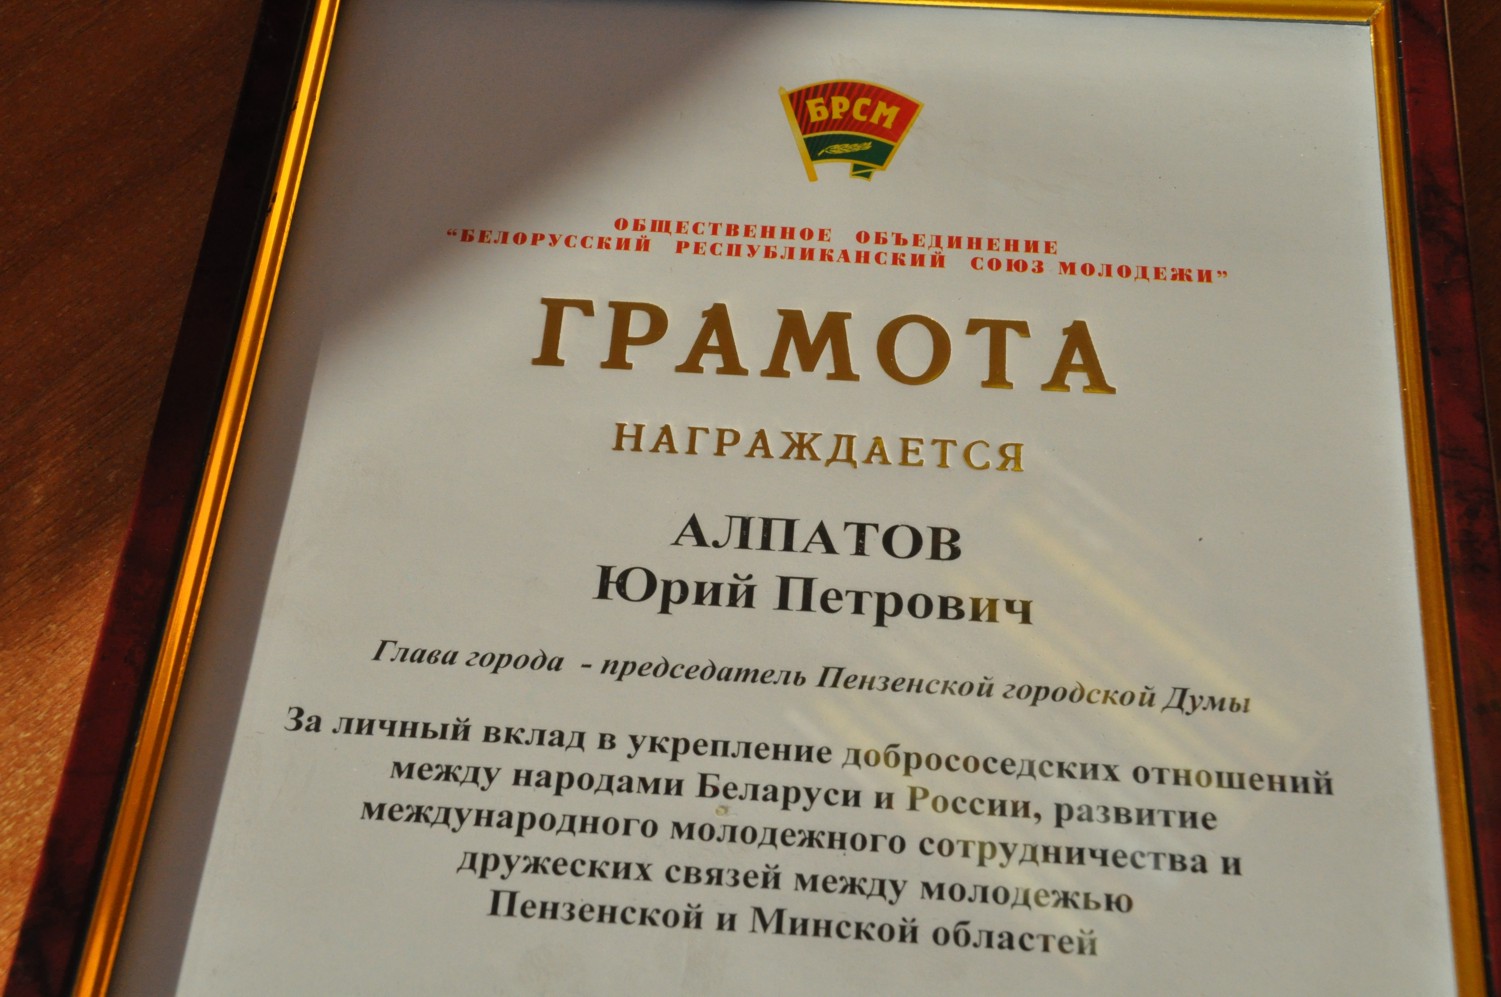 БРСМ
ОБЩЕСТВЕННОЕ ОБЪЕДИНЕНИЕ
“БЕЛОРУССКИЙ РЕСПУБЛИКАНСКИЙ СОЮЗ МОЛОДЕЖИ”
ГРАМОТА
НАГРАЖДАЕТСЯ
АЛПАТОВ
Юрий Петрович
Глава города - председатель Пензенской городской Думы
За личный вклад в укрепление добрососедских отношений
между народами Беларуси и России, развитие
международного молодежного сотрудничества и
дружеских связей между молодежью
Пензенской и Минской областей